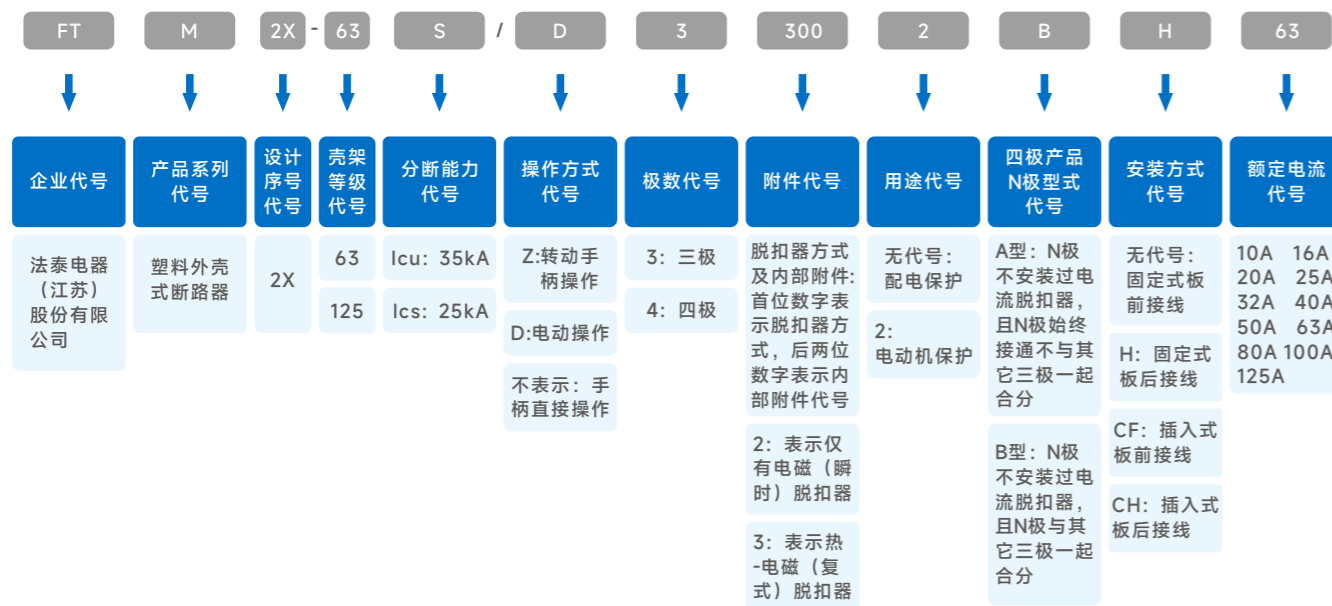 FT M 2X - 63 S / D 3 300 2 B H 63
企业代号
产品系列
代号
设计
序号
代号
壳架
等级
代号
分断能力
代号
操作方式
代号
极数代号
附件代号
用途代号
四极产品
N极型式
代号
安装方式
代号
额定电流
代号
法泰电器
（江苏）
股份有限
公司
塑料外壳
式断路器
2X
63
125
Icu：35kA
Ics：25kA
Z:转动手
柄操作
D:电动操作
不表示：手
柄直接操作
3：三极
4：四极
脱扣器方式
及内部附件:
首位数字表
示脱扣器方
式，后两位
数字表示内
部附件代号
2：表示仅
有电磁（瞬
时）脱扣器
3：表示热
-电磁（复
式）脱扣器
无代号：
配电保护
2：
电动机保护
A型：N极
不安装过电
流脱扣器，
且N极始终
接通不与其
它三极一起
合分
B型：N极
不安装过电
流脱扣器，
且N极与其
它三极一起
合分
无代号：
固定式板
前接线
H：固定式
板后接线
CF：插入式
板前接线
CH：插入式
板后接线
10A 16A
20A 25A
32A 40A
50A 63A
80A 100A
125A